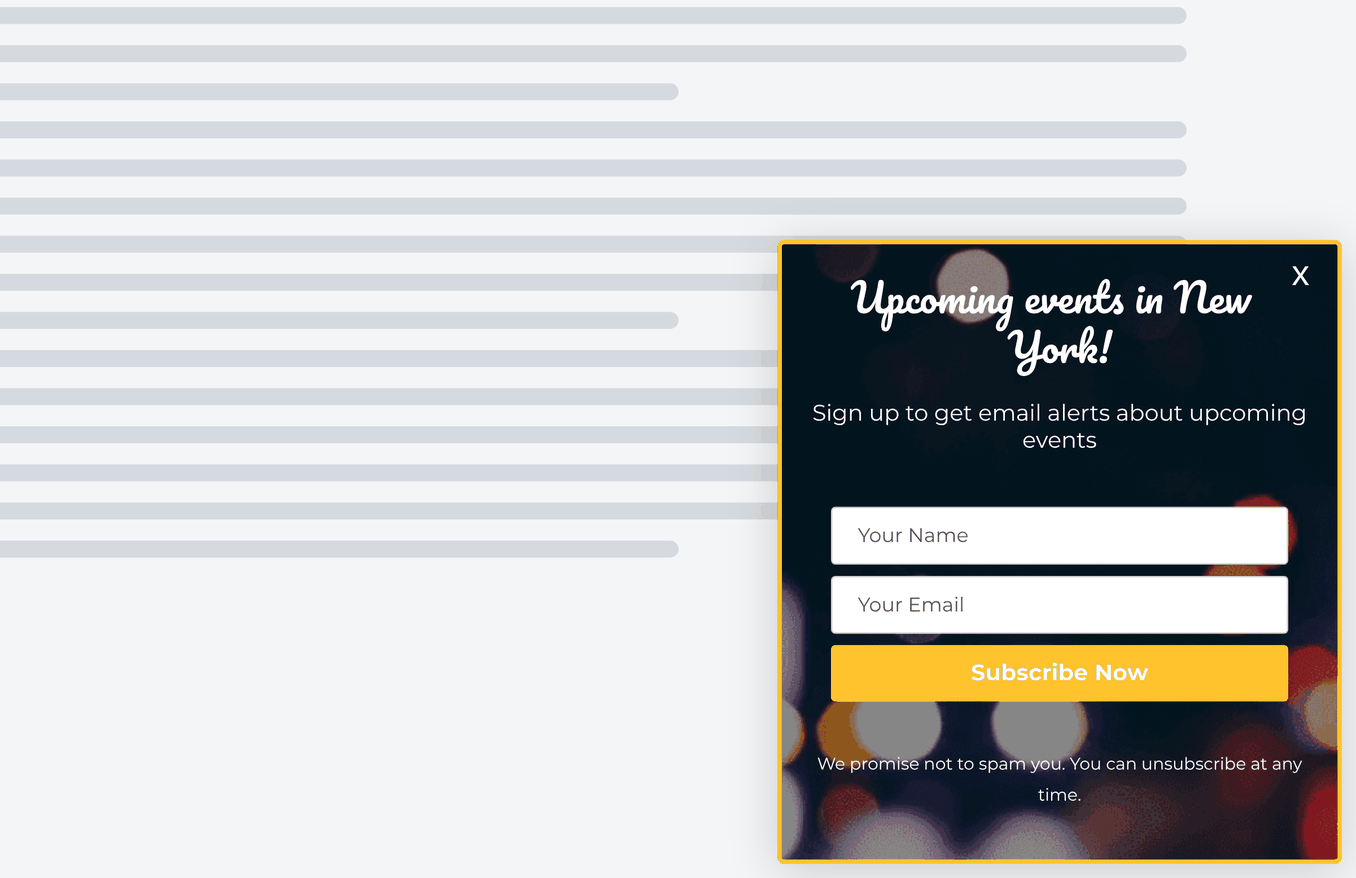 X
Upcoming events in New
York!
Sign up to get email alerts about upcoming
events
Your Name
Your Email
Subscribe Now
We promise not to spam you. You can unsubscribe at any
time.